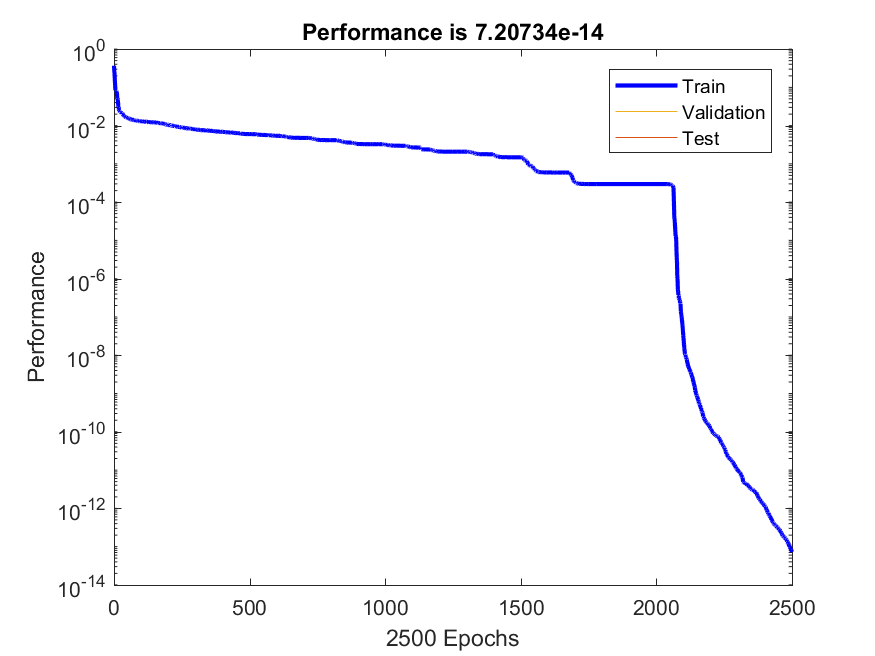 Performance is 7.20734e-14
10^0
10^-2
10^-4
10^-6
10^-8
10^-10
10^-12
10^-14
Performance
Train
Validation
Test
0 500 1000 1500 2000 2500
2500 Epochs